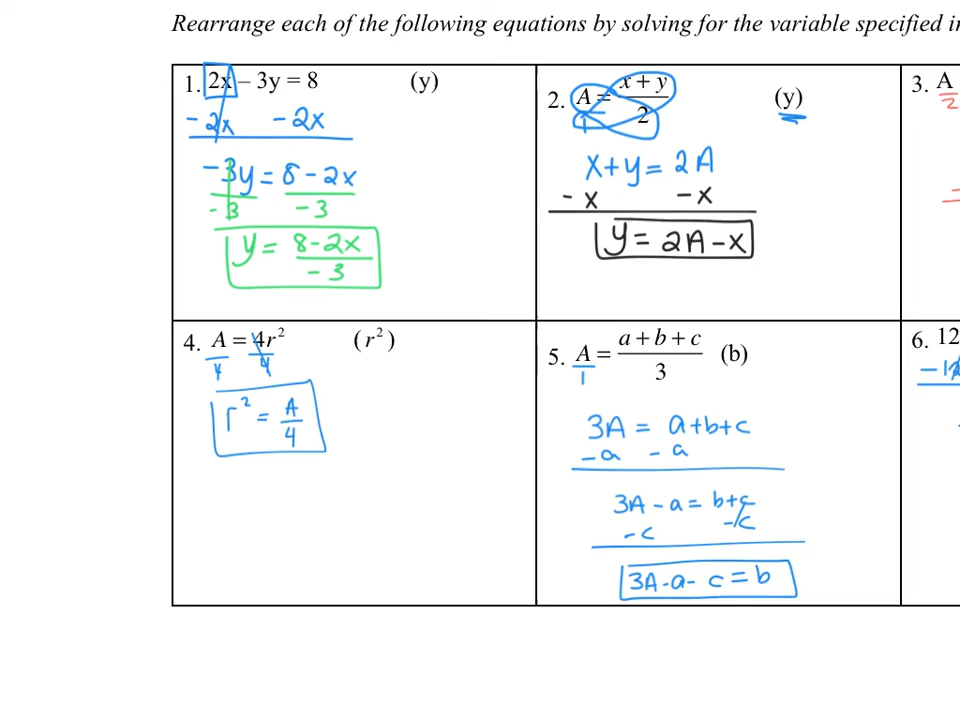 Rearrange each of the following equations by solving for the variable specified
1. 2x – 3y = 8 (y)
- 2x - 2x
-3y = 8 - 2x
-3 -3
y = 8-2x
-3
2. A = x + y (y)
1 2
x+y = 2A
- x - x
y = 2A-x
3. A
2
4. A = 4r² (r²)
4 4
r² = A
4
5. A = a + b + c (b)
1 3
3A = a+b+c
-a - a
3A - a = b+c
-c -c
3A-a- c = b
6. 12